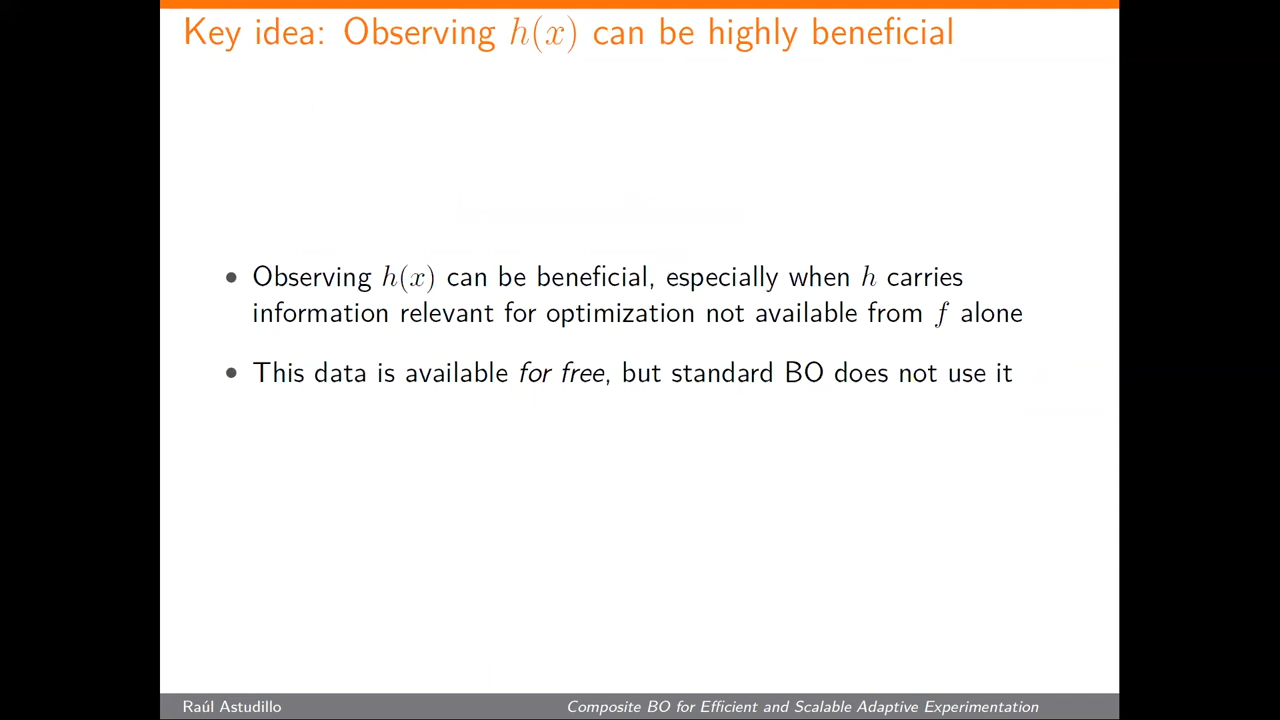 Key idea: Observing h(x) can be highly beneficial
• Observing h(x) can be beneficial, especially when h carries
information relevant for optimization not available from f alone
• This data is available for free, but standard BO does not use it
Raúl Astudillo
Composite BO for Efficient and Scalable Adaptive Experimentation